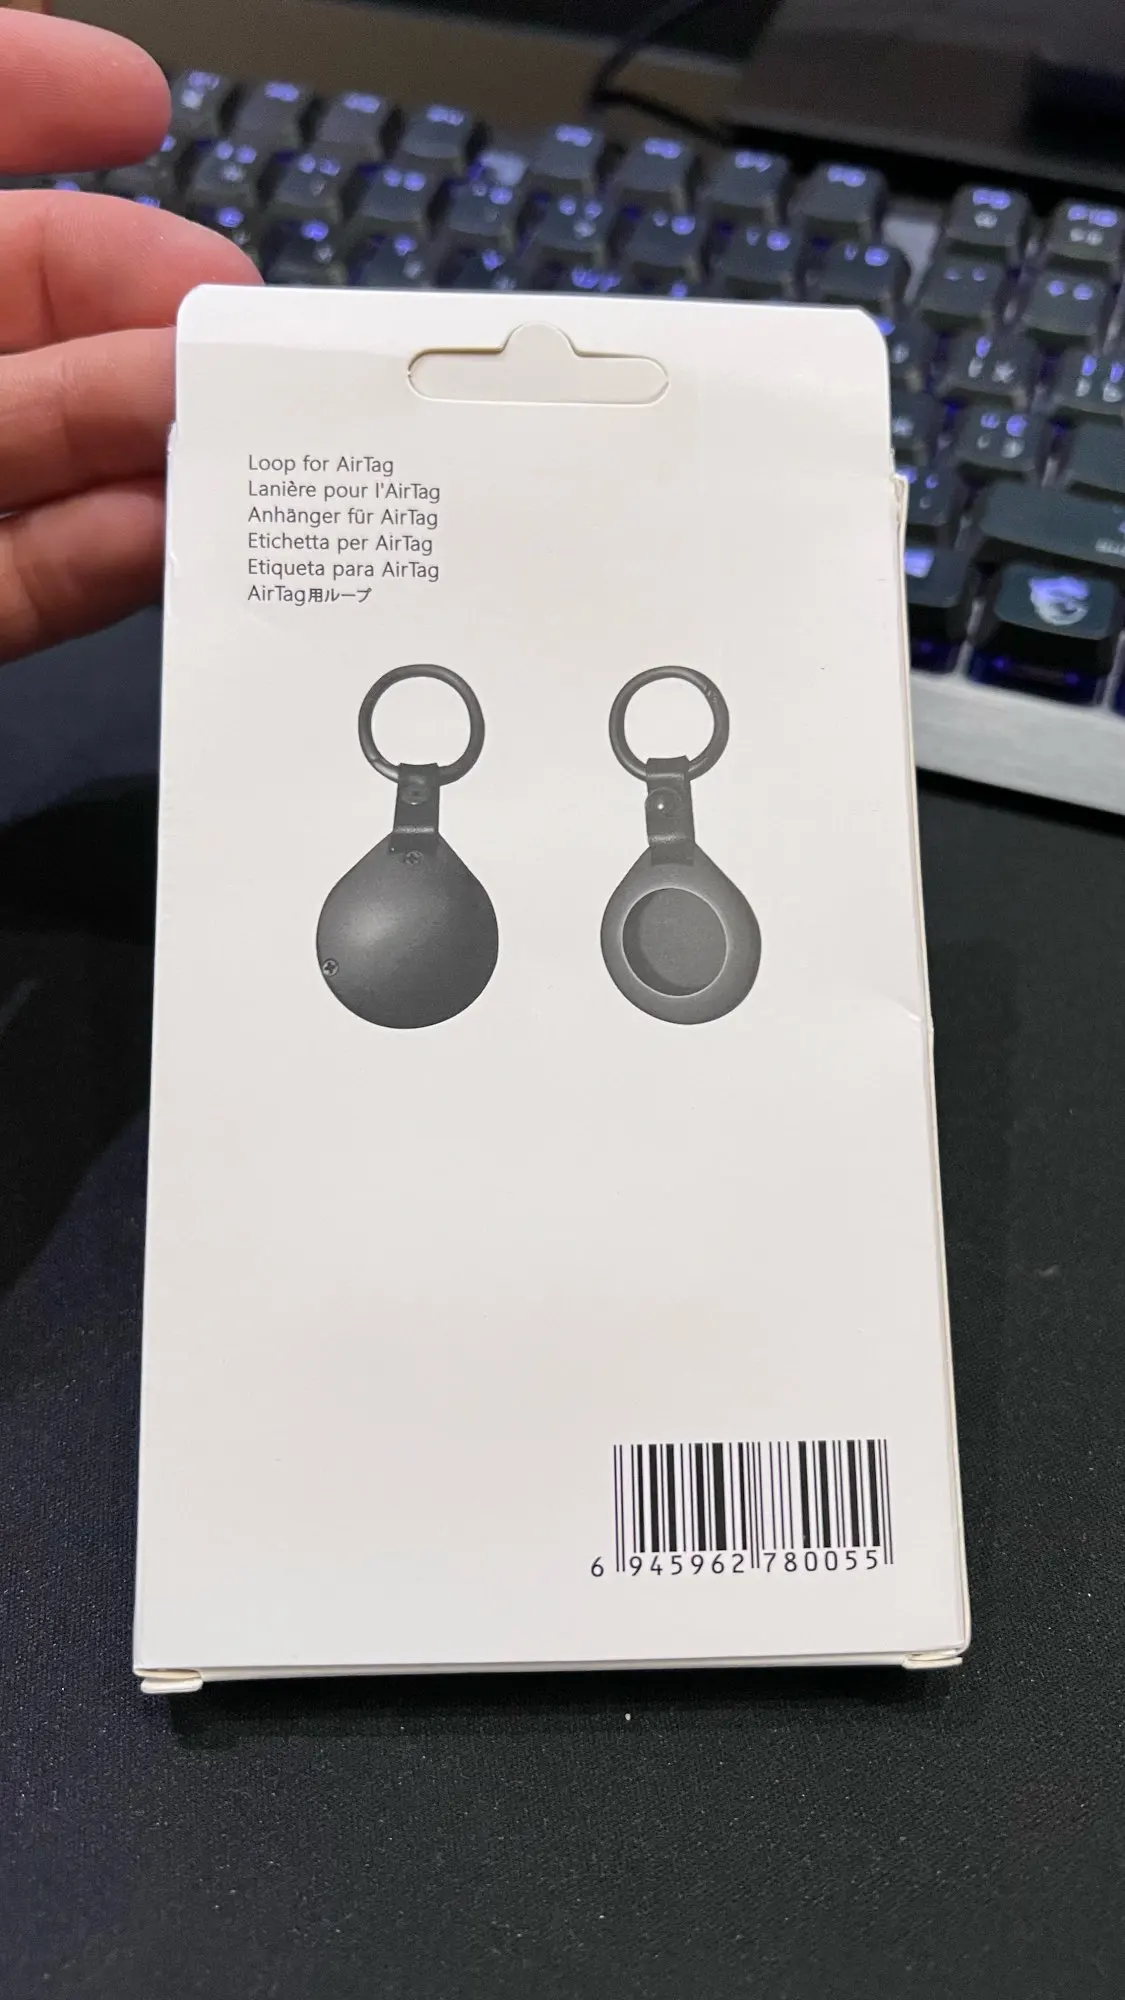 Loop for AirTag
Lanière pour l'AirTag
Anhänger für AirTag
Etichetta per AirTag
Etiqueta para AirTag
AirTag用ループ
6 945962 780055